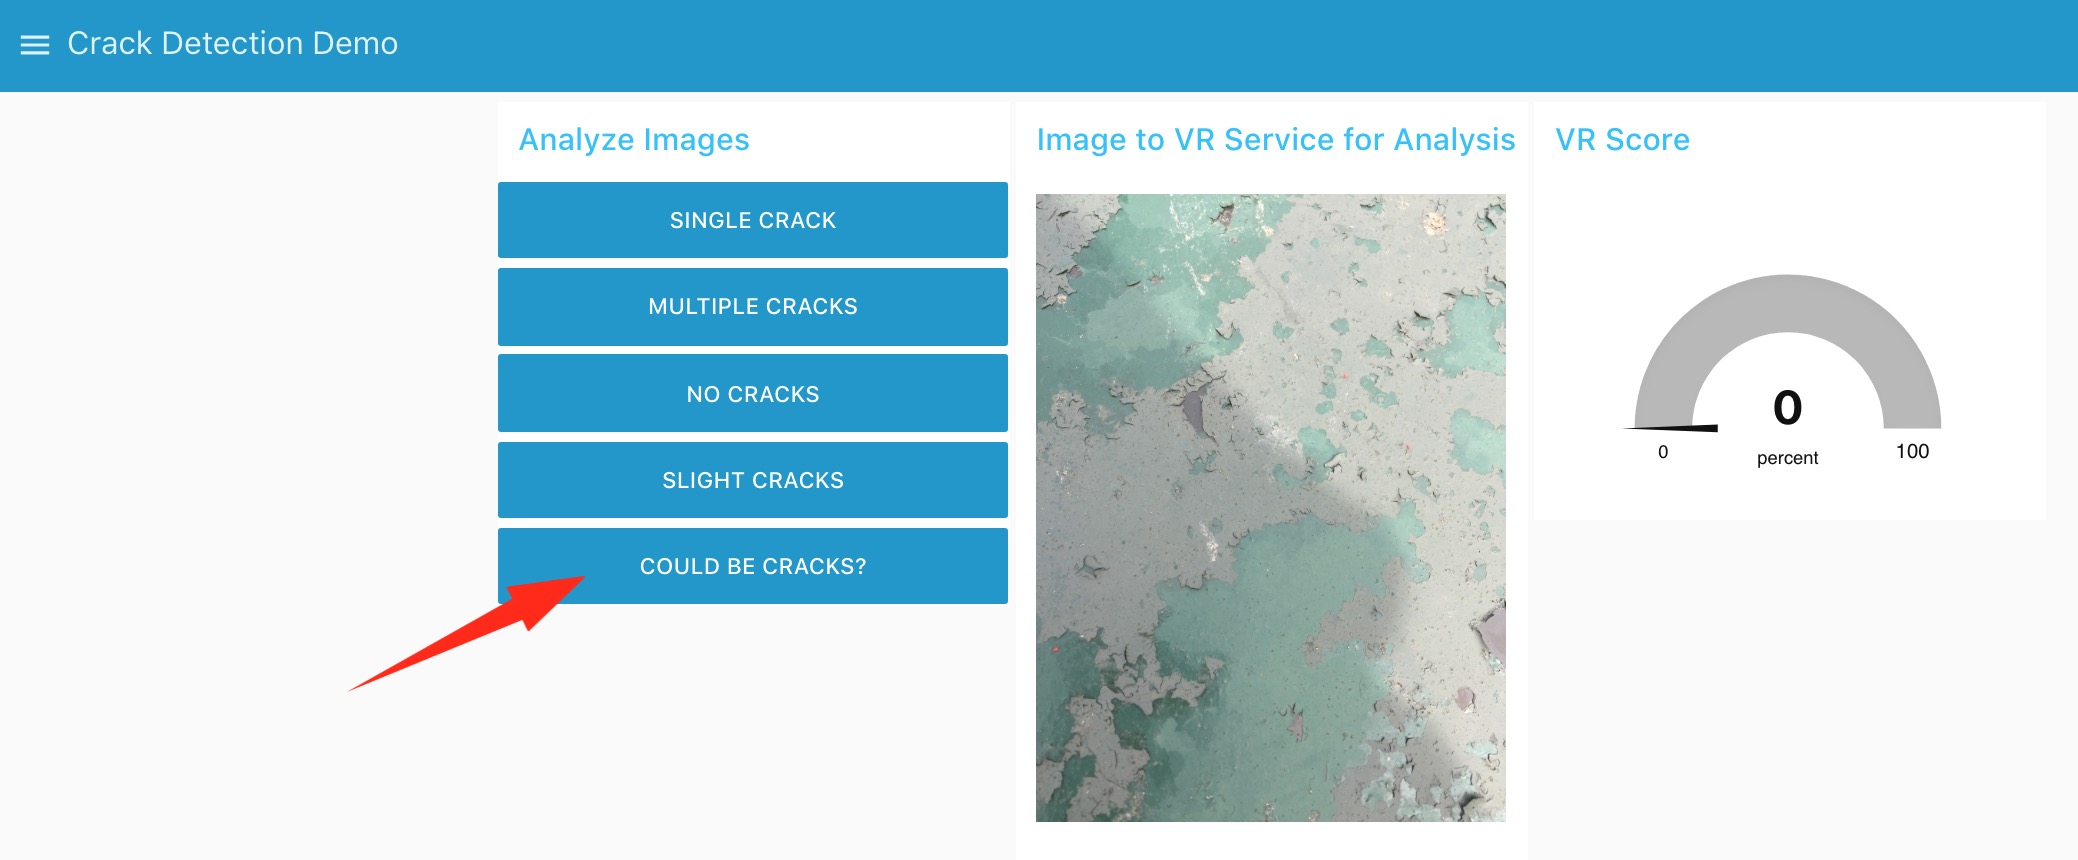 Crack Detection Demo
Analyze Images
SINGLE CRACK
MULTIPLE CRACKS
NO CRACKS
SLIGHT CRACKS
COULD BE CRACKS?
Image to VR Service for Analysis
VR Score
0
0
percent
100